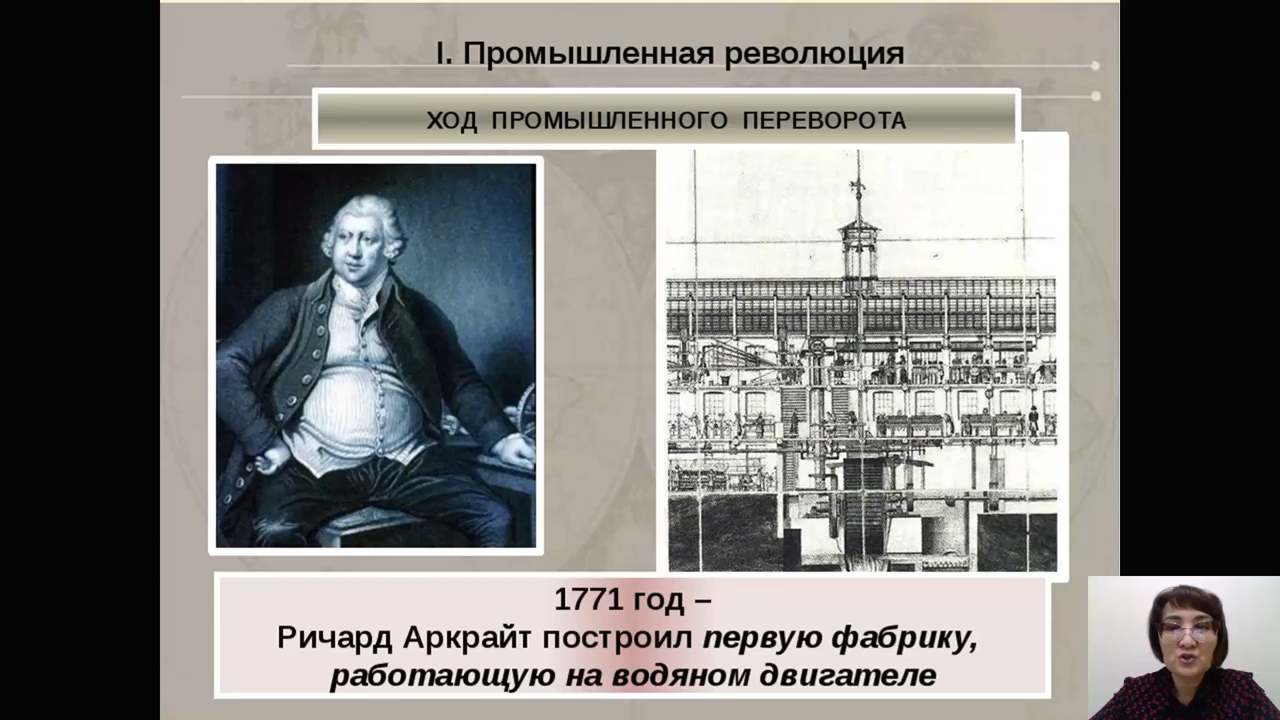 I. Промышленная революция
ХОД ПРОМЫШЛЕННОГО ПЕРЕВОРОТА
1771 год –
Ричард Аркрайт построил первую фабрику,
работающую на водяном двигателе